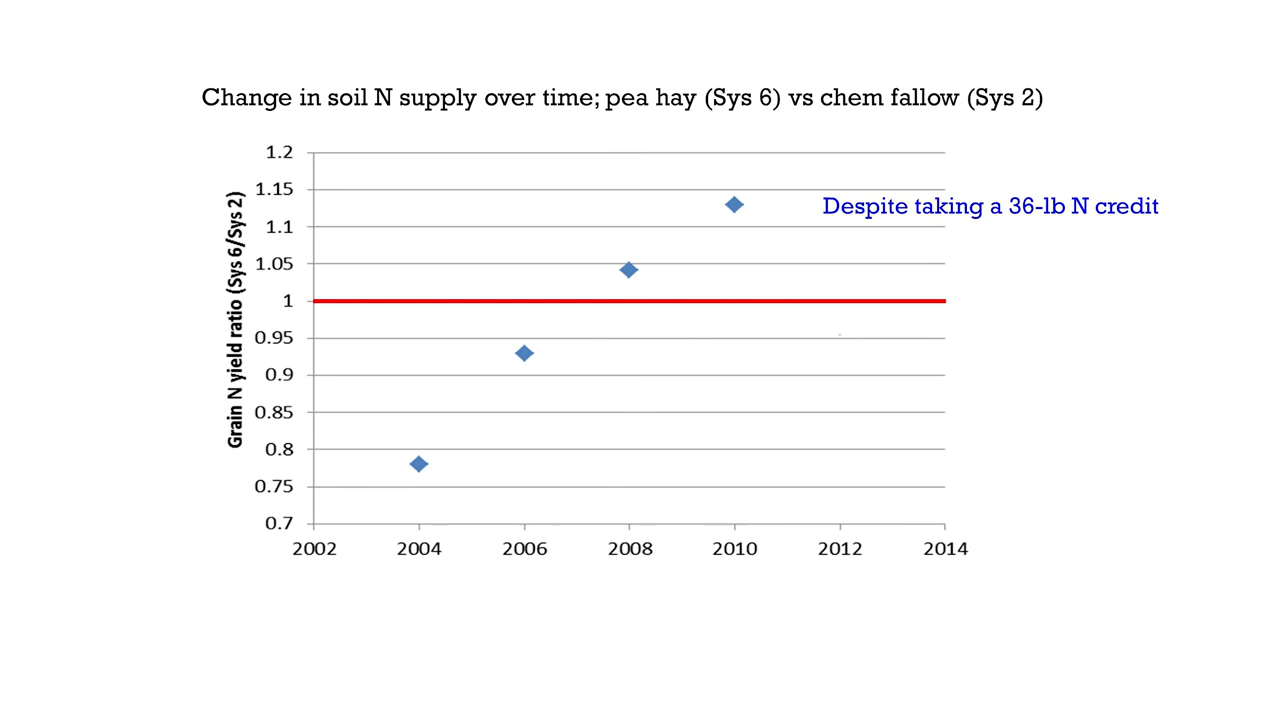 Change in soil N supply over time; pea hay (Sys 6) vs chem fallow (Sys 2)
1.2
1.15
Despite taking a 36-lb N credit
1.1
1.05
1
0.95
0.9
0.85
0.8
0.75
0.7
Grain N yield ratio (Sys 6/Sys 2)
2002 2004 2006 2008 2010 2012 2014